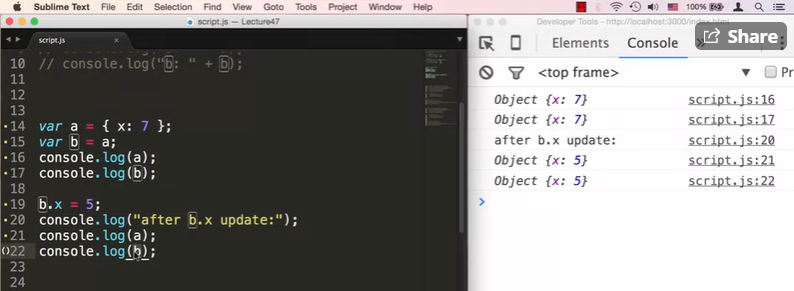 Sublime Text File Edit Selection Find View Goto Tools Project Window Help 100%
script.js — Lecture47
Developer Tools - http://localhost:3000/index.html
Share
script.js ×
Elements Console
<top frame> Pr
10 // console.log("b: " + b);
11
12
13
14 var a = { x: 7 };
15 var b = a;
16 console.log(a);
17 console.log(b);
18
19 b.x = 5;
20 console.log("after b.x update:");
21 console.log(a);
22 console.log(b);
23
24
Object {x: 7} script.js:16
Object {x: 7} script.js:17
after b.x update: script.js:20
Object {x: 5} script.js:21
Object {x: 5} script.js:22
>